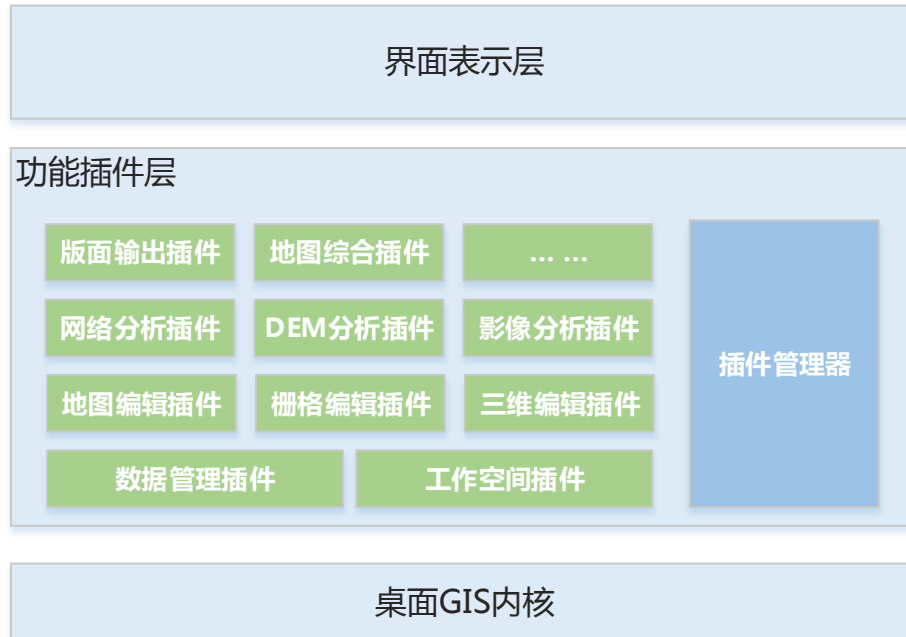 界面表示层
功能插件层
版面输出插件
地图综合插件
... ...
网络分析插件
DEM分析插件
影像分析插件
插件管理器
地图编辑插件
栅格编辑插件
三维编辑插件
数据管理插件
工作空间插件
桌面GIS内核